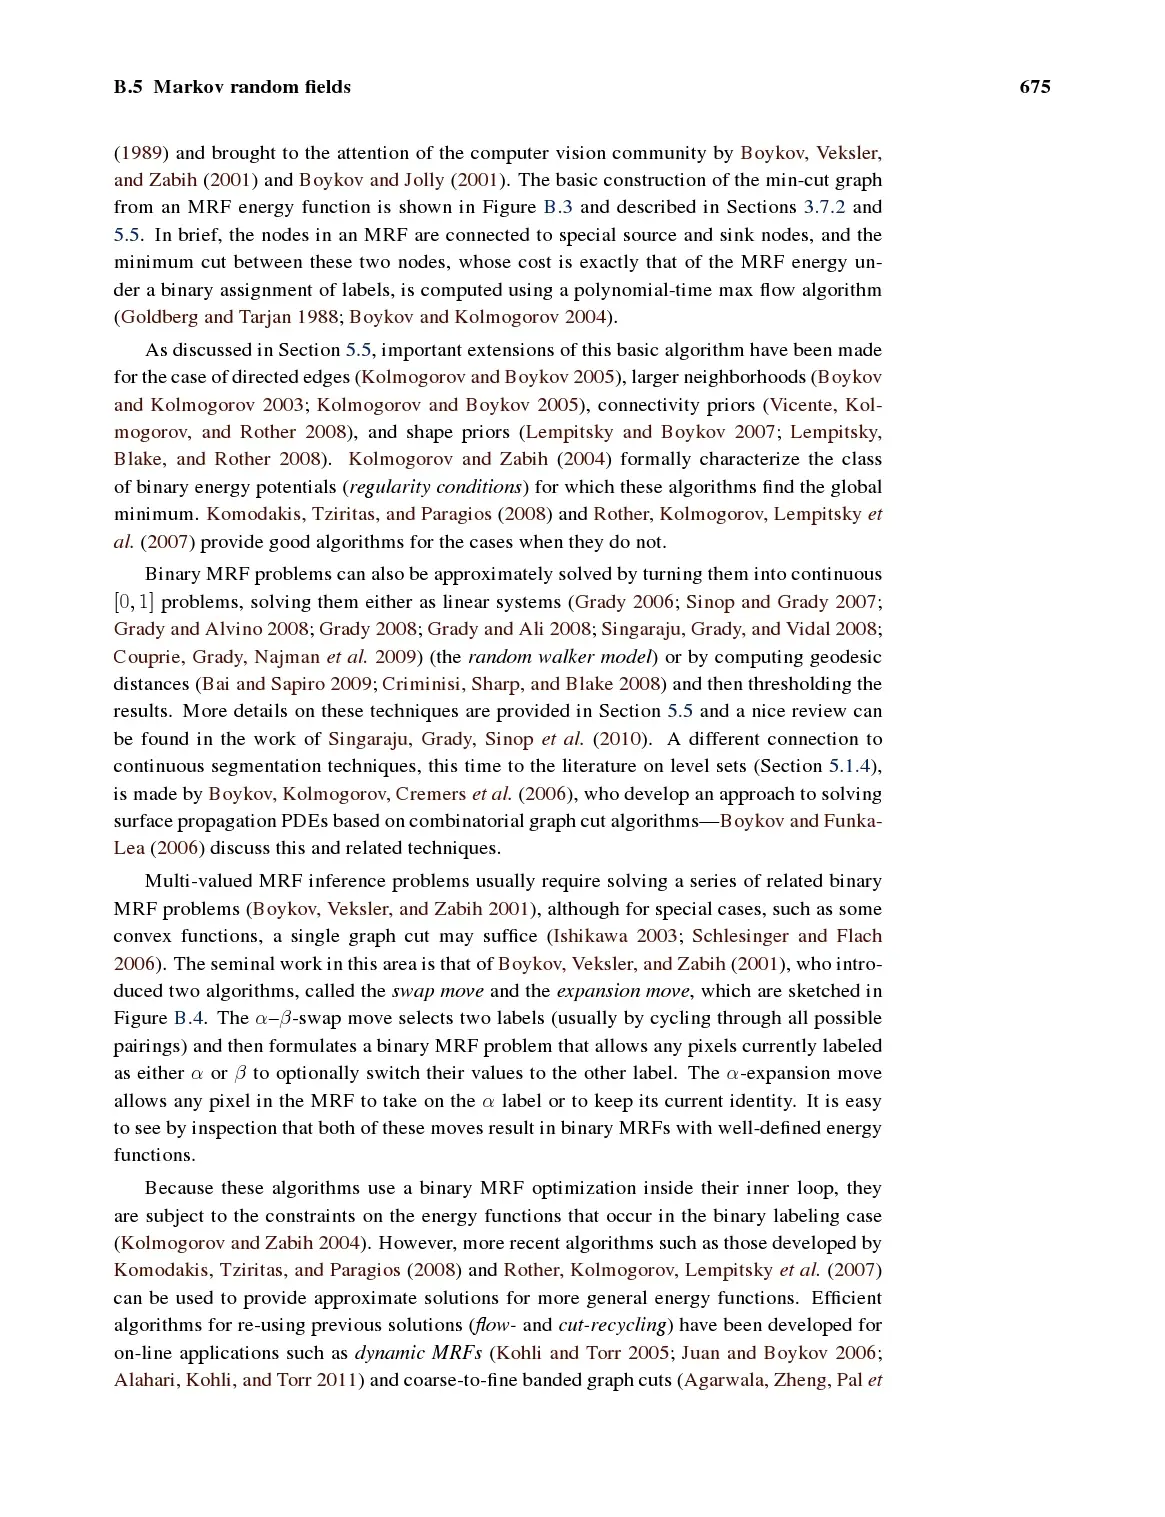 B.5 Markov random fields 675
(1989) and brought to the attention of the computer vision community by Boykov, Veksler,
and Zabih (2001) and Boykov and Jolly (2001). The basic construction of the min-cut graph
from an MRF energy function is shown in Figure B.3 and described in Sections 3.7.2 and
5.5. In brief, the nodes in an MRF are connected to special source and sink nodes, and the
minimum cut between these two nodes, whose cost is exactly that of the MRF energy un-
der a binary assignment of labels, is computed using a polynomial-time max flow algorithm
(Goldberg and Tarjan 1988; Boykov and Kolmogorov 2004).
As discussed in Section 5.5, important extensions of this basic algorithm have been made
for the case of directed edges (Kolmogorov and Boykov 2005), larger neighborhoods (Boykov
and Kolmogorov 2003; Kolmogorov and Boykov 2005), connectivity priors (Vicente, Kol-
mogorov, and Rother 2008), and shape priors (Lempitsky and Boykov 2007; Lempitsky,
Blake, and Rother 2008). Kolmogorov and Zabih (2004) formally characterize the class
of binary energy potentials (regularity conditions) for which these algorithms find the global
minimum. Komodakis, Tziritas, and Paragios (2008) and Rother, Kolmogorov, Lempitsky et
al. (2007) provide good algorithms for the cases when they do not.
Binary MRF problems can also be approximately solved by turning them into continuous
[0, 1] problems, solving them either as linear systems (Grady 2006; Sinop and Grady 2007;
Grady and Alvino 2008; Grady 2008; Grady and Ali 2008; Singaraju, Grady, and Vidal 2008;
Couprie, Grady, Najman et al. 2009) (the random walker model) or by computing geodesic
distances (Bai and Sapiro 2009; Criminisi, Sharp, and Blake 2008) and then thresholding the
results. More details on these techniques are provided in Section 5.5 and a nice review can
be found in the work of Singaraju, Grady, Sinop et al. (2010). A different connection to
continuous segmentation techniques, this time to the literature on level sets (Section 5.1.4),
is made by Boykov, Kolmogorov, Cremers et al. (2006), who develop an approach to solving
surface propagation PDEs based on combinatorial graph cut algorithms—Boykov and Funka-
Lea (2006) discuss this and related techniques.
Multi-valued MRF inference problems usually require solving a series of related binary
MRF problems (Boykov, Veksler, and Zabih 2001), although for special cases, such as some
convex functions, a single graph cut may suffice (Ishikawa 2003; Schlesinger and Flach
2006). The seminal work in this area is that of Boykov, Veksler, and Zabih (2001), who intro-
duced two algorithms, called the swap move and the expansion move, which are sketched in
Figure B.4. The α–β-swap move selects two labels (usually by cycling through all possible
pairings) and then formulates a binary MRF problem that allows any pixels currently labeled
as either α or β to optionally switch their values to the other label. The α-expansion move
allows any pixel in the MRF to take on the α label or to keep its current identity. It is easy
to see by inspection that both of these moves result in binary MRFs with well-defined energy
functions.
Because these algorithms use a binary MRF optimization inside their inner loop, they
are subject to the constraints on the energy functions that occur in the binary labeling case
(Kolmogorov and Zabih 2004). However, more recent algorithms such as those developed by
Komodakis, Tziritas, and Paragios (2008) and Rother, Kolmogorov, Lempitsky et al. (2007)
can be used to provide approximate solutions for more general energy functions. Efficient
algorithms for re-using previous solutions (flow- and cut-recycling) have been developed for
on-line applications such as dynamic MRFs (Kohli and Torr 2005; Juan and Boykov 2006;
Alahari, Kohli, and Torr 2011) and coarse-to-fine banded graph cuts (Agarwala, Zheng, Pal et